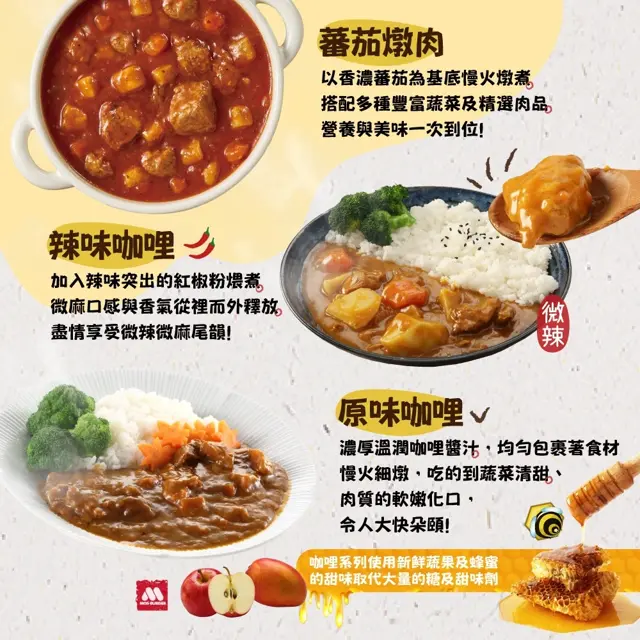 蕃茄燉肉
以香濃蕃茄為基底慢火燉煮。
搭配多種豐富蔬菜及精選肉品。
營養與美味一次到位!
辣味咖哩
加入辣味突出的紅椒粉煨煮。
微麻口感與香氣從裡而外釋放。
盡情享受微辣微麻尾韻!
微辣
原味咖哩
濃厚溫潤咖哩醬汁，均勻包裹著食材
慢火細燉，吃的到蔬菜清甜、
肉質的軟嫩化口，
令人大快朵頤!
咖哩系列使用新鮮蔬果及蜂蜜
的甜味取代大量的糖及甜味劑
MOS BURGER